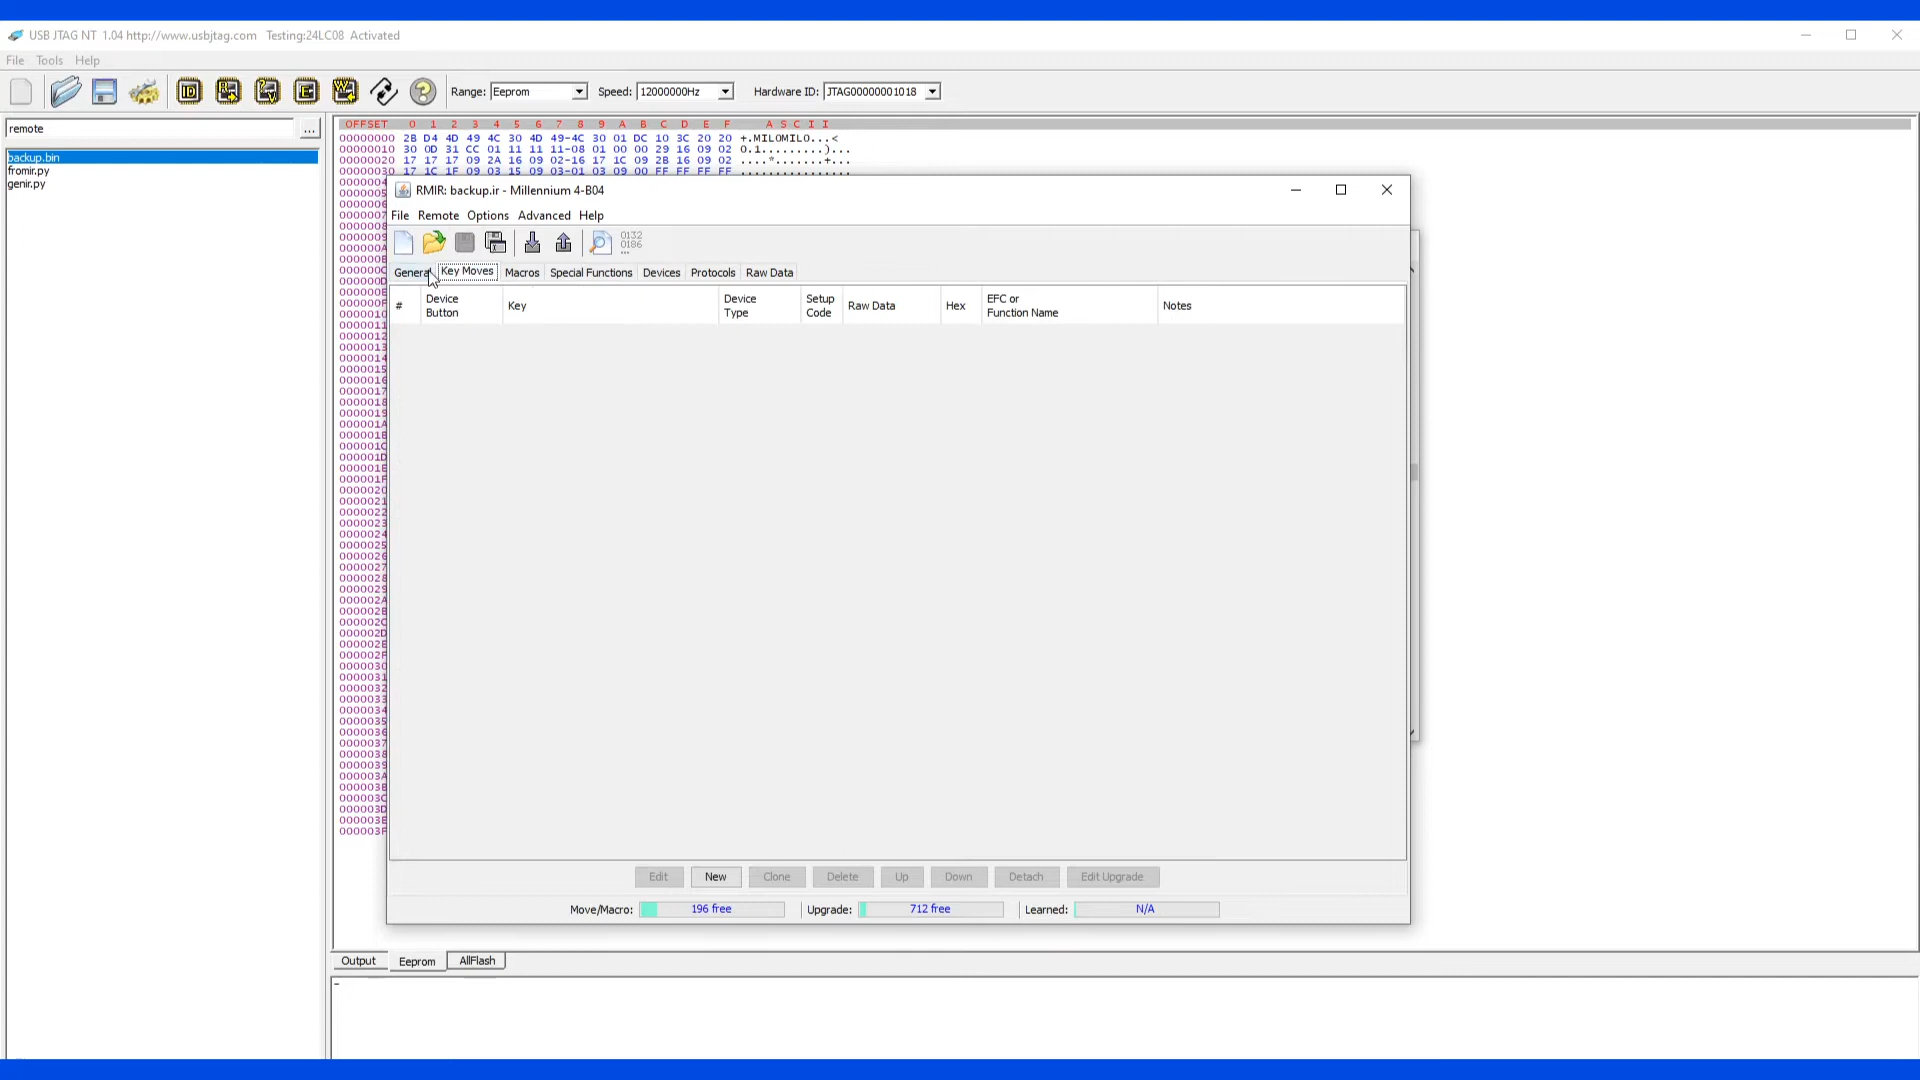 USB JTAG NT 1.04 http://www.usbjtag.com Testing:24LC08 Activated
File Tools Help
Range: Eeprom Speed: 12000000Hz Hardware ID: JTAG00000001018
remote
...
backup.bin
fromir.py
genir.py
OFFSET 0 1 2 3 4 5 6 7 8 9 A B C D E F A S C I I
00000000 2B D4 4D 49 4C 30 4D 49-4C 30 01 DC 10 3C 20 20 +.MILOMILO...<
00000010 30 0D 31 CC 01 11 11 11-08 01 00 00 29 16 09 02 0.1.........)...
00000020 17 17 17 09 2A 16 09 02-16 17 1C 09 2B 16 09 02 ....*.......+...
00000030 17 1C 1F 09 03 15 09 03-01 03 09 00 FF FF FF FF ................
RMIR: backup.ir - Millennium 4-B04
File Remote Options Advanced Help
0132
0186
...
General Key Moves Macros Special Functions Devices Protocols Raw Data
# Device Button Key Device Type Setup Code Raw Data Hex EFC or Function Name Notes
Edit New Clone Delete Up Down Detach Edit Upgrade
Move/Macro: 196 free Upgrade: 712 free Learned: N/A
Output Eeprom AllFlash